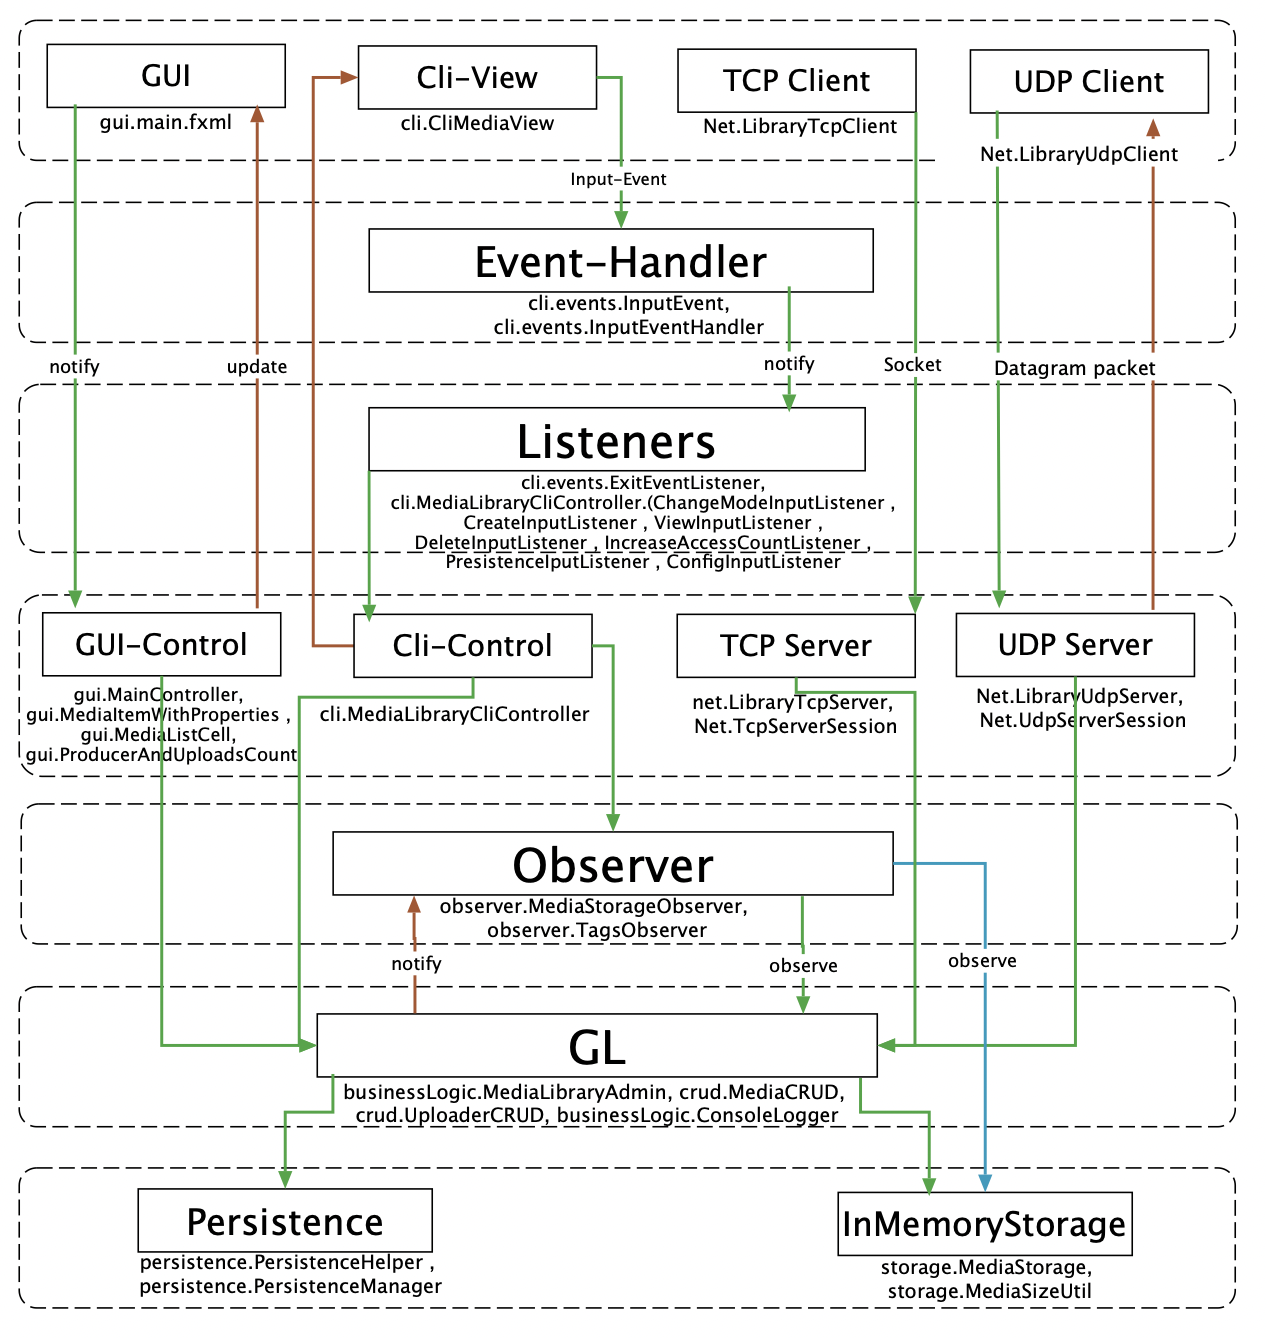 GUI
gui.main.fxml
Cli-View
cli.CliMediaView
TCP Client
Net.LibraryTcpClient
UDP Client
Net.LibraryUdpClient
Input-Event
Event-Handler
cli.events.InputEvent,
cli.events.InputEventHandler
notify
update
notify
Socket
Datagram packet
Listeners
cli.events.ExitEventListener,
cli.MediaLibraryCliController.(ChangeModeInputListener ,
CreateInputListener , ViewInputListener ,
DeleteInputListener , IncreaseAccessCountListener ,
PresistenceIputListener , ConfigInputListener
GUI-Control
gui.MainController,
gui.MediaItemWithProperties ,
gui.MediaListCell,
gui.ProducerAndUploadsCount
Cli-Control
cli.MediaLibraryCliController
TCP Server
net.LibraryTcpServer,
Net.TcpServerSession
UDP Server
Net.LibraryUdpServer,
Net.UdpServerSession
Observer
observer.MediaStorageObserver,
observer.TagsObserver
notify
observe
observe
GL
businessLogic.MediaLibraryAdmin, crud.MediaCRUD,
crud.UploaderCRUD, businessLogic.ConsoleLogger
Persistence
persistence.PersistenceHelper ,
persistence.PersistenceManager
InMemoryStorage
storage.MediaStorage,
storage.MediaSizeUtil